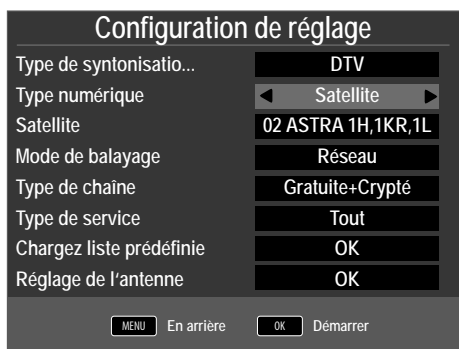 Configuration de réglage
Type de syntonisatio... DTV
Type numérique Satellite
Satellite 02 ASTRA 1H,1KR,1L
Mode de balayage Réseau
Type de chaîne Gratuite+Crypté
Type de service Tout
Chargez liste prédéfinie OK
Réglage de l'antenne OK
MENU En arrière OK Démarrer